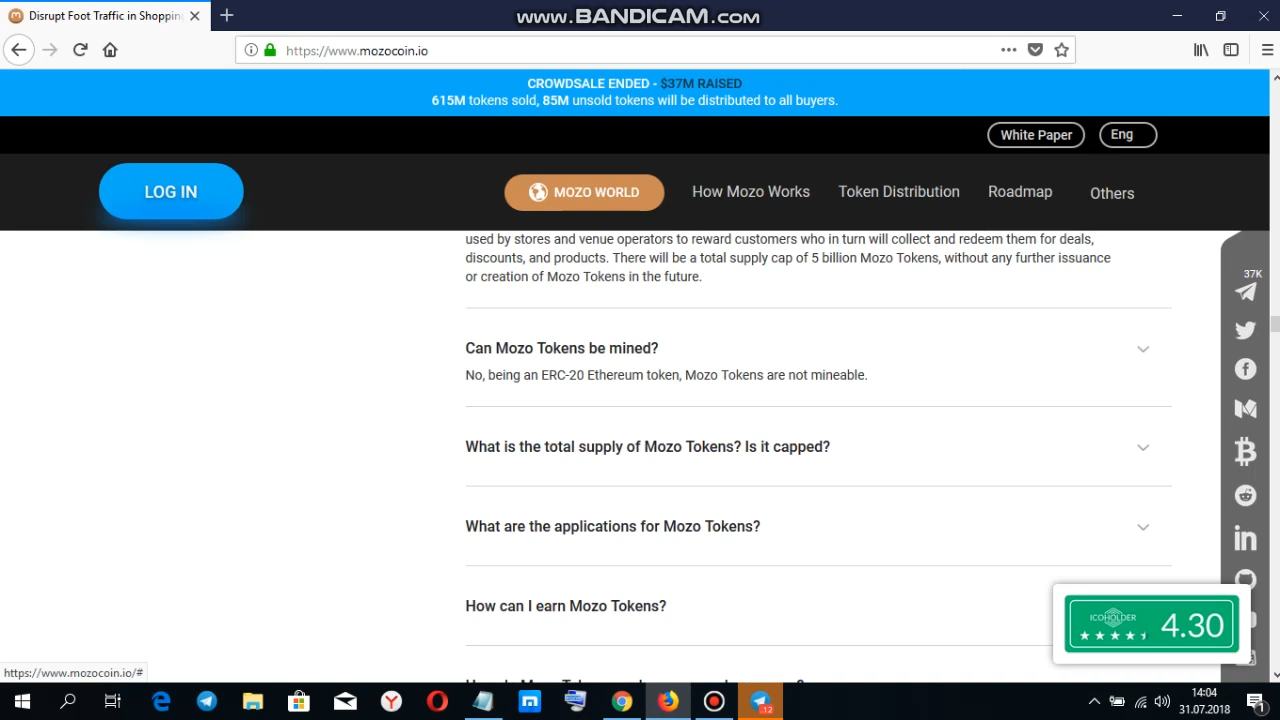 Disrupt Foot Traffic in Shopping
www.BANDICAM.com
https://www.mozocoin.io
CROWDSALE ENDED - $37M RAISED
615M tokens sold, 85M unsold tokens will be distributed to all buyers.
White Paper
Eng
LOG IN
MOZO WORLD
How Mozo Works
Token Distribution
Roadmap
Others
used by stores and venue operators to reward customers who in turn will collect and redeem them for deals,
discounts, and products. There will be a total supply cap of 5 billion Mozo Tokens, without any further issuance
or creation of Mozo Tokens in the future.
37K
Can Mozo Tokens be mined?
No, being an ERC-20 Ethereum token, Mozo Tokens are not mineable.
What is the total supply of Mozo Tokens? Is it capped?
What are the applications for Mozo Tokens?
How can I earn Mozo Tokens?
ICOHOLDER
4.30
https://www.mozocoin.io/#
12
14:04
31.07.2018
1